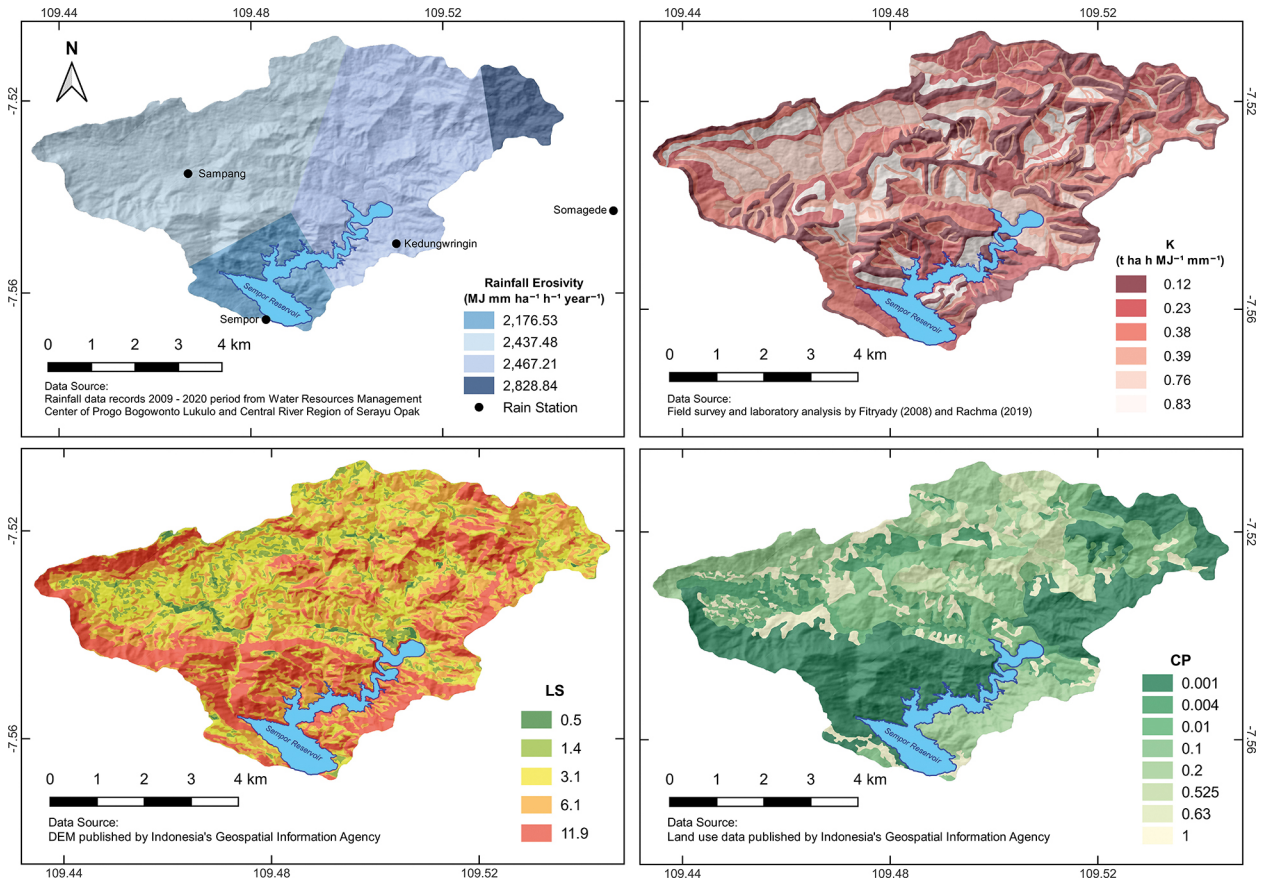 109.44
109.48
109.52
N
-7.52
-7.56
Sampang
Somagede
Kedungwringin
Sempor Reservoir
Sempor
Rainfall Erosivity
(MJ mm ha⁻¹ h⁻¹ year⁻¹)
2,176.53
2,437.48
2,467.21
2,828.84
Rain Station
0 1 2 3 4 km
Data Source:
Rainfall data records 2009 - 2020 period from Water Resources Management
Center of Progo Bogowonto Lukulo and Central River Region of Serayu Opak
109.44
109.48
109.52
-7.52
-7.56
Sempor Reservoir
K
(t ha h MJ⁻¹ mm⁻¹)
0.12
0.23
0.38
0.39
0.76
0.83
0 1 2 3 4 km
Data Source:
Field survey and laboratory analysis by Fitryady (2008) and Rachma (2019)
-7.52
-7.56
Sempor Reservoir
LS
0.5
1.4
3.1
6.1
11.9
0 1 2 3 4 km
Data Source:
DEM published by Indonesia's Geospatial Information Agency
109.44
109.48
109.52
-7.52
-7.56
Sempor Reservoir
CP
0.001
0.004
0.01
0.1
0.2
0.525
0.63
1
0 1 2 3 4 km
Data Source:
Land use data published by Indonesia's Geospatial Information Agency
109.44
109.48
109.52